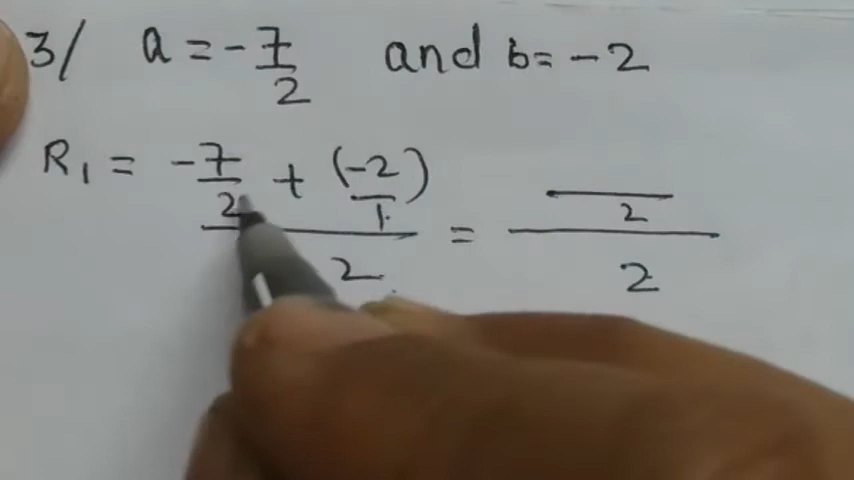 3/ a = -7/2 and b = -2
R₁ = (-7/2 + (-2/1))/2 = (/2)/2